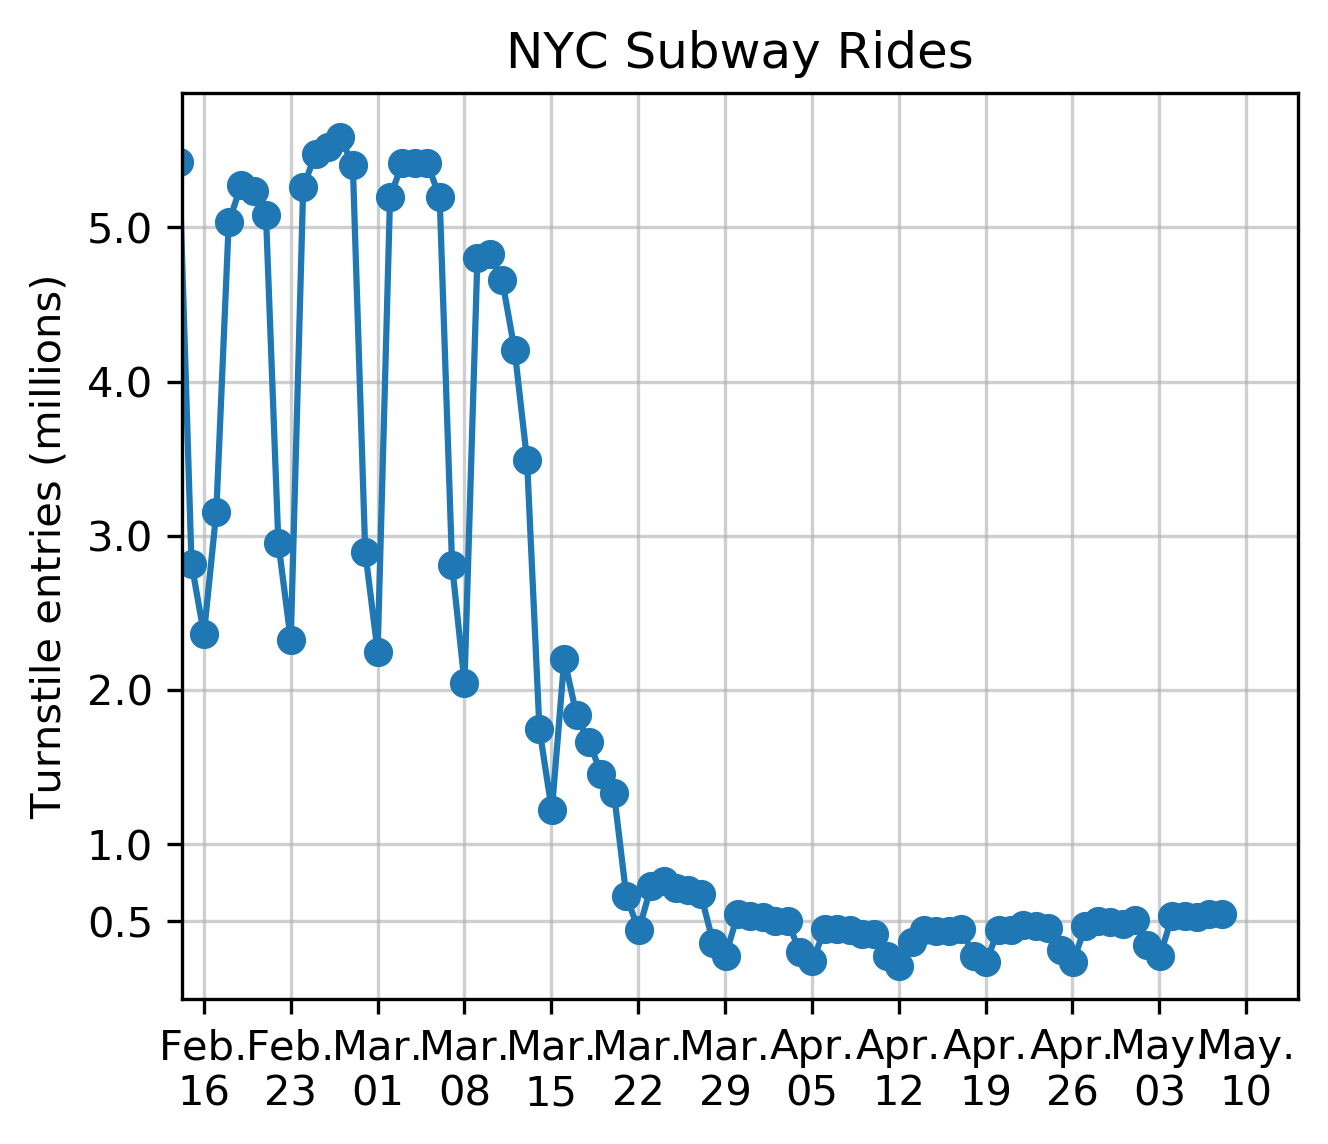 NYC Subway Rides
Turnstile entries (millions)
5.0
4.0
3.0
2.0
1.0
0.5
Feb. Feb. Mar. Mar. Mar. Mar. Mar. Apr. Apr. Apr. Apr. May. May.
16 23 01 08 15 22 29 05 12 19 26 03 10